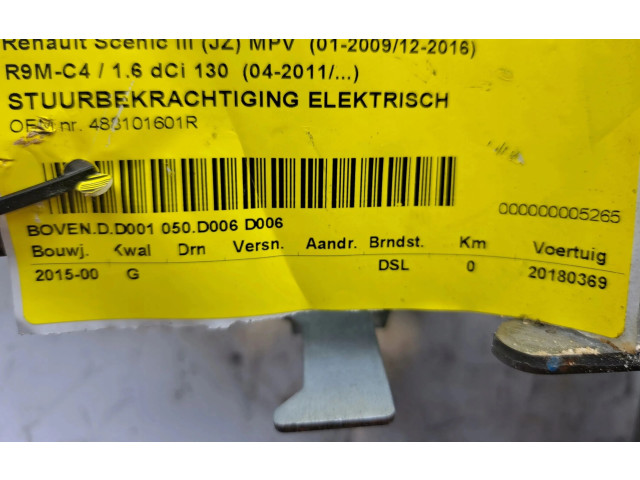 Renault Scenic III (JZ) MPV (01-2009/12-2016)
R9M-C4 / 1.6 dCi 130 (04-2011/...)
STUURBEKRACHTIGING ELEKTRISCH
OEM nr. 488101601R
000000005265
BOVEN.D.D001 050.D006 D006
Bouwj. Kwal Drn Versn. Aandr. Brndst. Km Voertuig
2015-00 G DSL 0 20180369